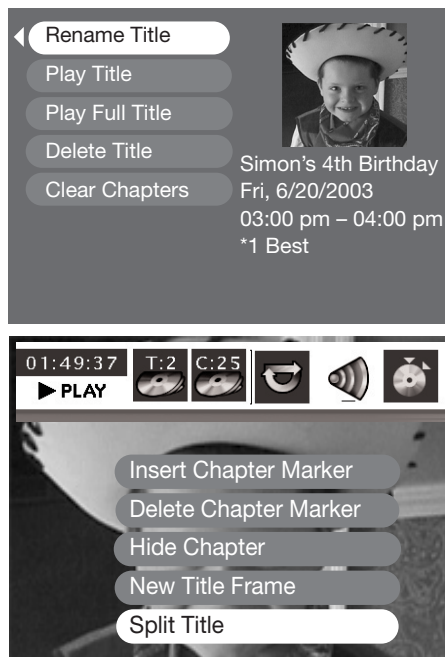 Rename Title
Play Title
Play Full Title
Delete Title
Clear Chapters
Simon's 4th Birthday
Fri, 6/20/2003
03:00 pm – 04:00 pm
*1 Best
01:49:37
PLAY
T:2
C:25
Insert Chapter Marker
Delete Chapter Marker
Hide Chapter
New Title Frame
Split Title